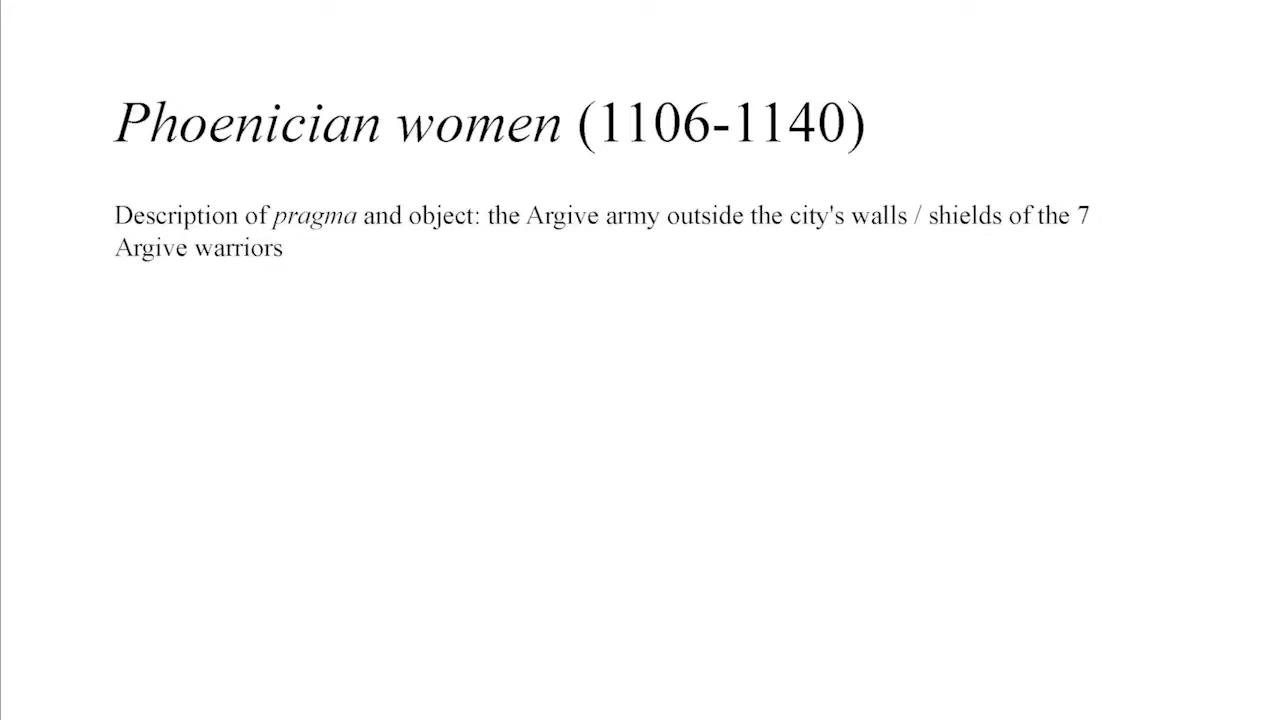 Phoenician women (1106-1140)
Description of pragma and object: the Argive army outside the city's walls / shields of the 7
Argive warriors